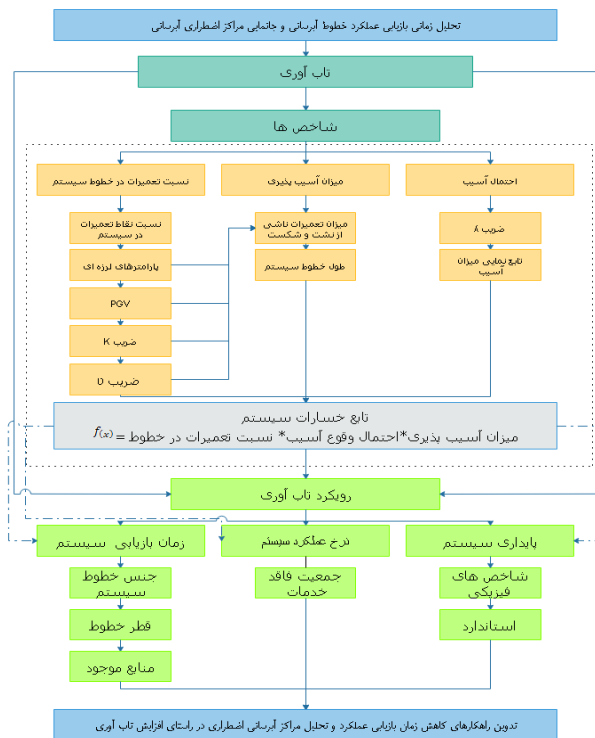 تحلیل زمانی بازیابی عملکرد خطوط آبرسانی و جانمایی مراکز اضطراری آبرسانی
تاب آوری
شاخص ها
احتمال آسیب
میزان آسیب پذیری
نسبت تعمیرات در خطوط سیستم
ضریب λ
تابع نمایی میزان
آسیب
میزان تعمیرات ناشی
از نشت و شکست
طول خطوط سیستم
نسبت نقاط تعمیرات
در سیستم
پارامترهای لرزه ای
PGV
ضریب K
ضریب υ
تابع خسارات سیستم
میزان آسیب پذیری*احتمال وقوع آسیب* نسبت تعمیرات در خطوط = f(x)
رویکرد تاب آوری
پایداری سیستم
نرخ عملکرد سیستم
زمان بازیابی سیستم
شاخص های
فیزیکی
استاندارد
جمعیت فاقد
خدمات
جنس خطوط
سیستم
قطر خطوط
منابع موجود
تدوین راهکارهای کاهش زمان بازیابی عملکرد و تحلیل مراکز آبرسانی اضطراری در راستای افزایش تاب آوری